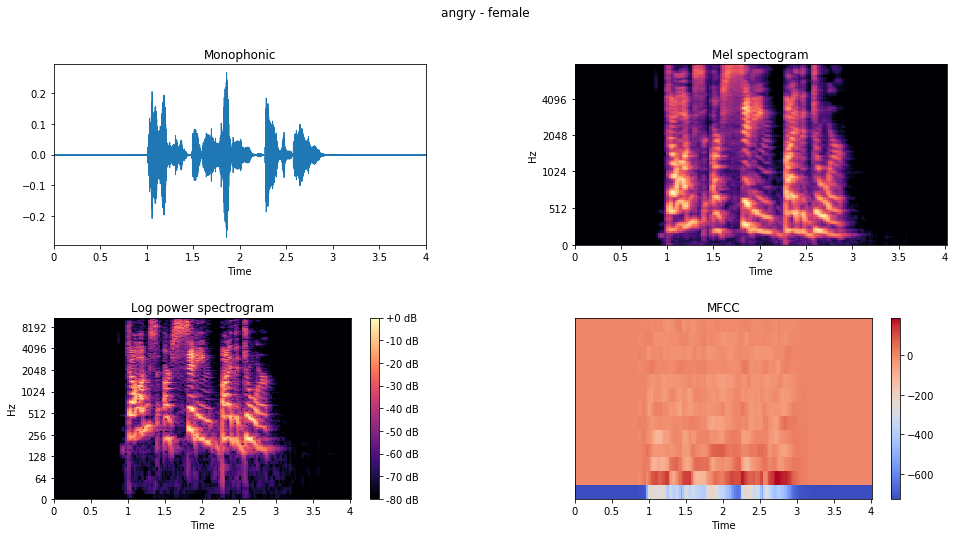 angry - female
Monophonic
0.2
0.1
0.0
−0.1
−0.2
0 0.5 1 1.5 2 2.5 3 3.5 4
Time
Mel spectogram
Hz
4096
2048
1024
512
0
0 0.5 1 1.5 2 2.5 3 3.5 4
Time
Log power spectrogram
Hz
8192
4096
2048
1024
512
256
128
64
0
0 0.5 1 1.5 2 2.5 3 3.5 4
Time
+0 dB
-10 dB
-20 dB
-30 dB
-40 dB
-50 dB
-60 dB
-70 dB
-80 dB
MFCC
0 0.5 1 1.5 2 2.5 3 3.5 4
Time
0
−200
−400
−600